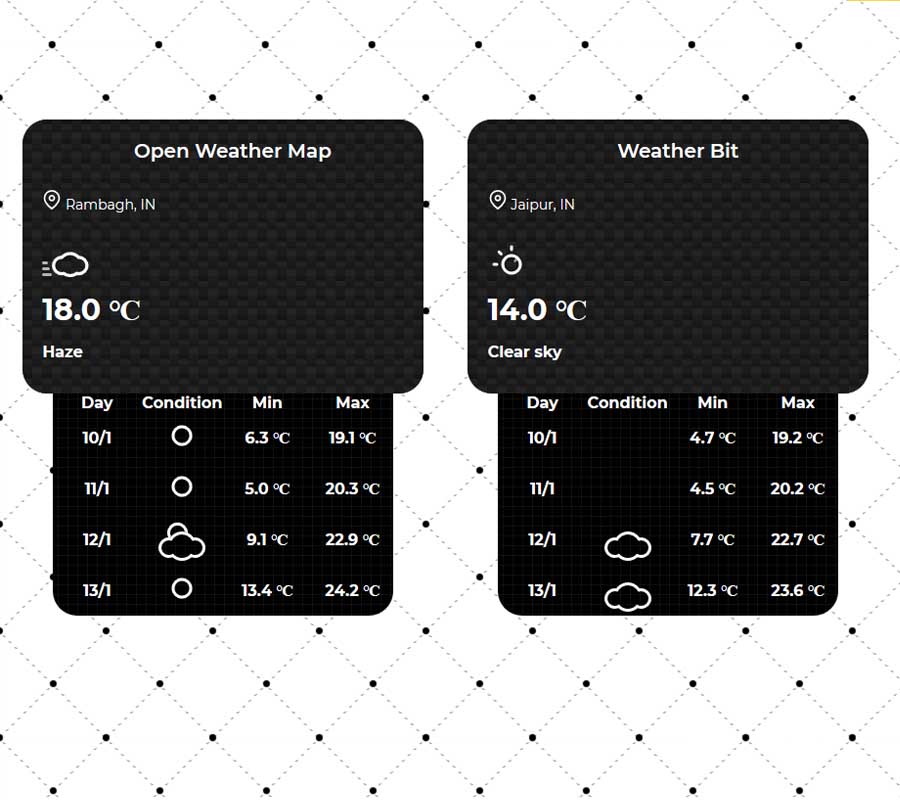 Open Weather Map
Rambagh, IN
18.0 °C
Haze
Day Condition Min Max
10/1 6.3 °C 19.1 °C
11/1 5.0 °C 20.3 °C
12/1 9.1 °C 22.9 °C
13/1 13.4 °C 24.2 °C
Weather Bit
Jaipur, IN
14.0 °C
Clear sky
Day Condition Min Max
10/1 4.7 °C 19.2 °C
11/1 4.5 °C 20.2 °C
12/1 7.7 °C 22.7 °C
13/1 12.3 °C 23.6 °C